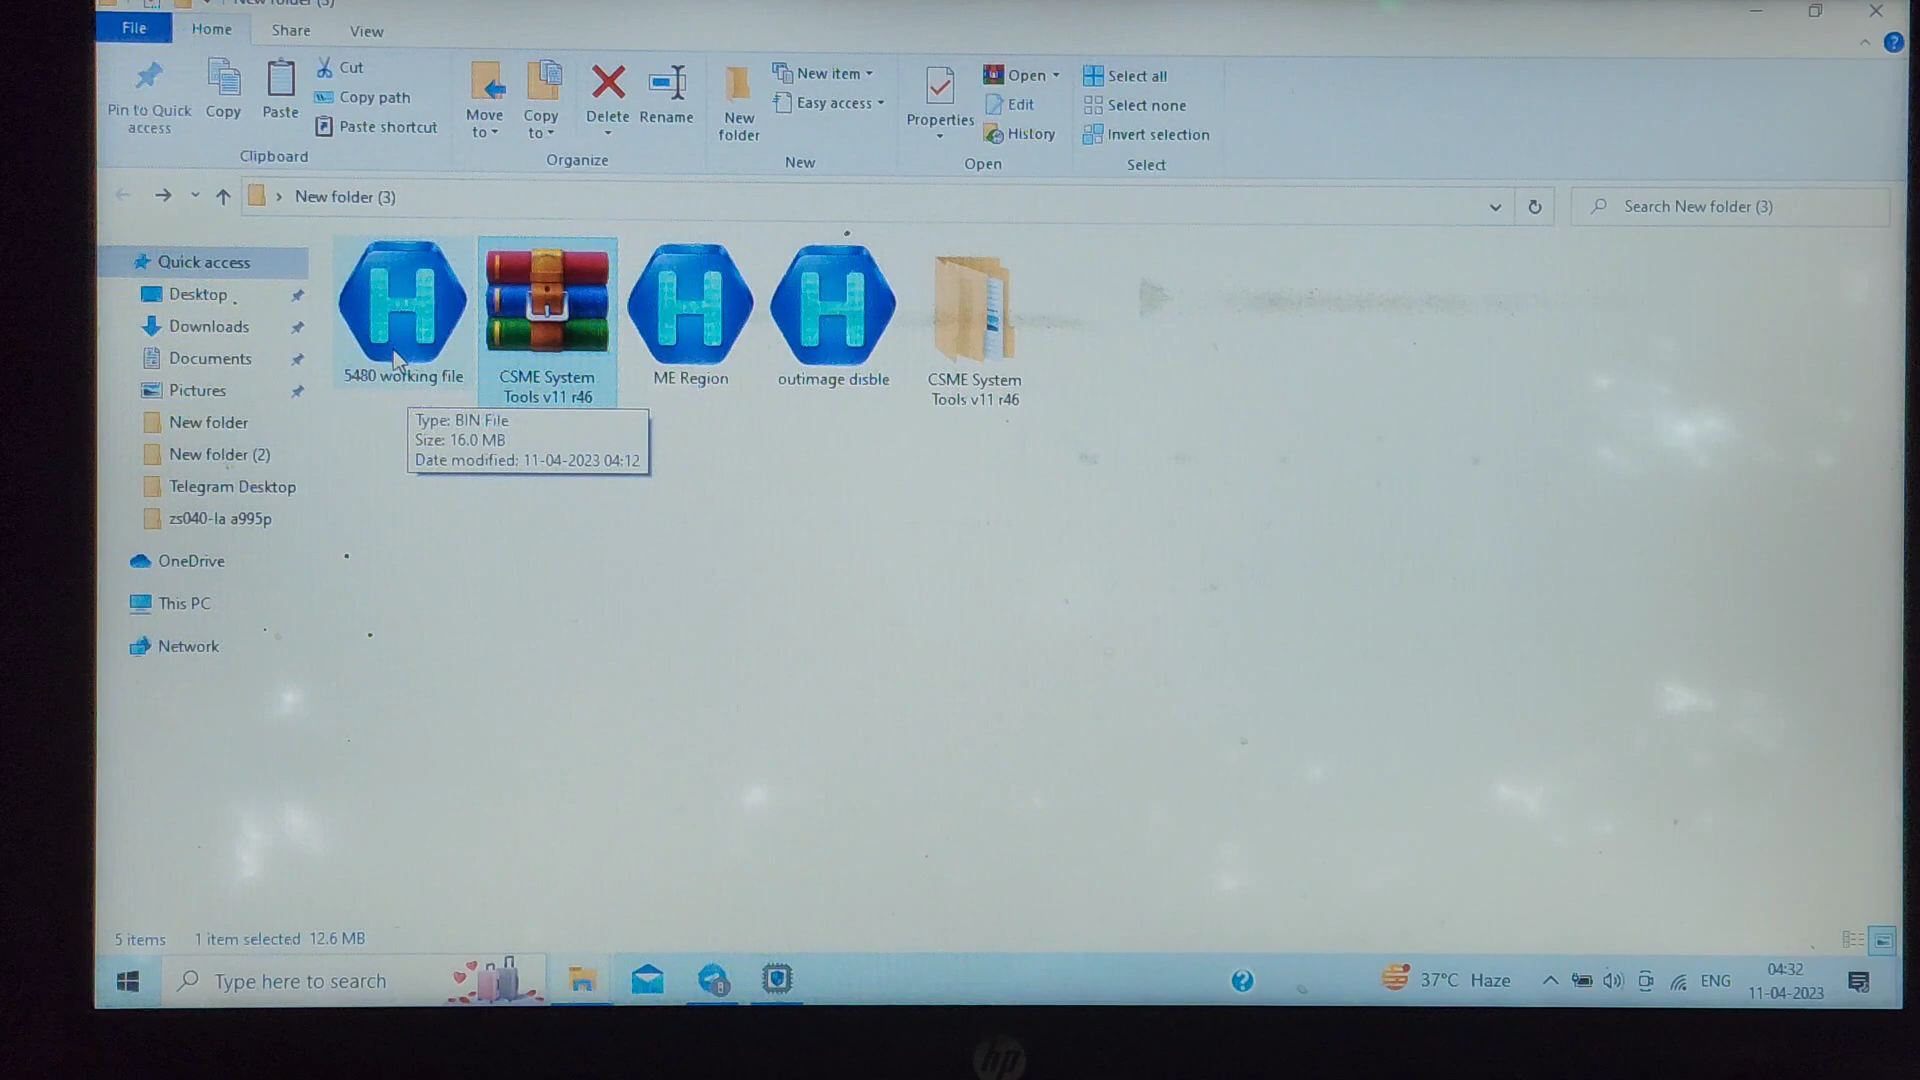 New folder (3)
File
Home
Share
View
Pin to Quick
access
Copy
Paste
Cut
Copy path
Paste shortcut
Clipboard
Move
to
Copy
to
Delete
Rename
Organize
New
folder
New item
Easy access
New
Properties
Open
Edit
History
Open
Select all
Select none
Invert selection
Select
New folder (3)
Search New folder (3)
Quick access
Desktop
Downloads
Documents
Pictures
New folder
New folder (2)
Telegram Desktop
zs040-la a995p
OneDrive
This PC
Network
5480 working file
CSME System
Tools v11 r46
ME Region
outimage disble
CSME System
Tools v11 r46
Type: BIN File
Size: 16.0 MB
Date modified: 11-04-2023 04:12
5 items
1 item selected 12.6 MB
Type here to search
8
37°C Haze
ENG
04:32
11-04-2023
hp